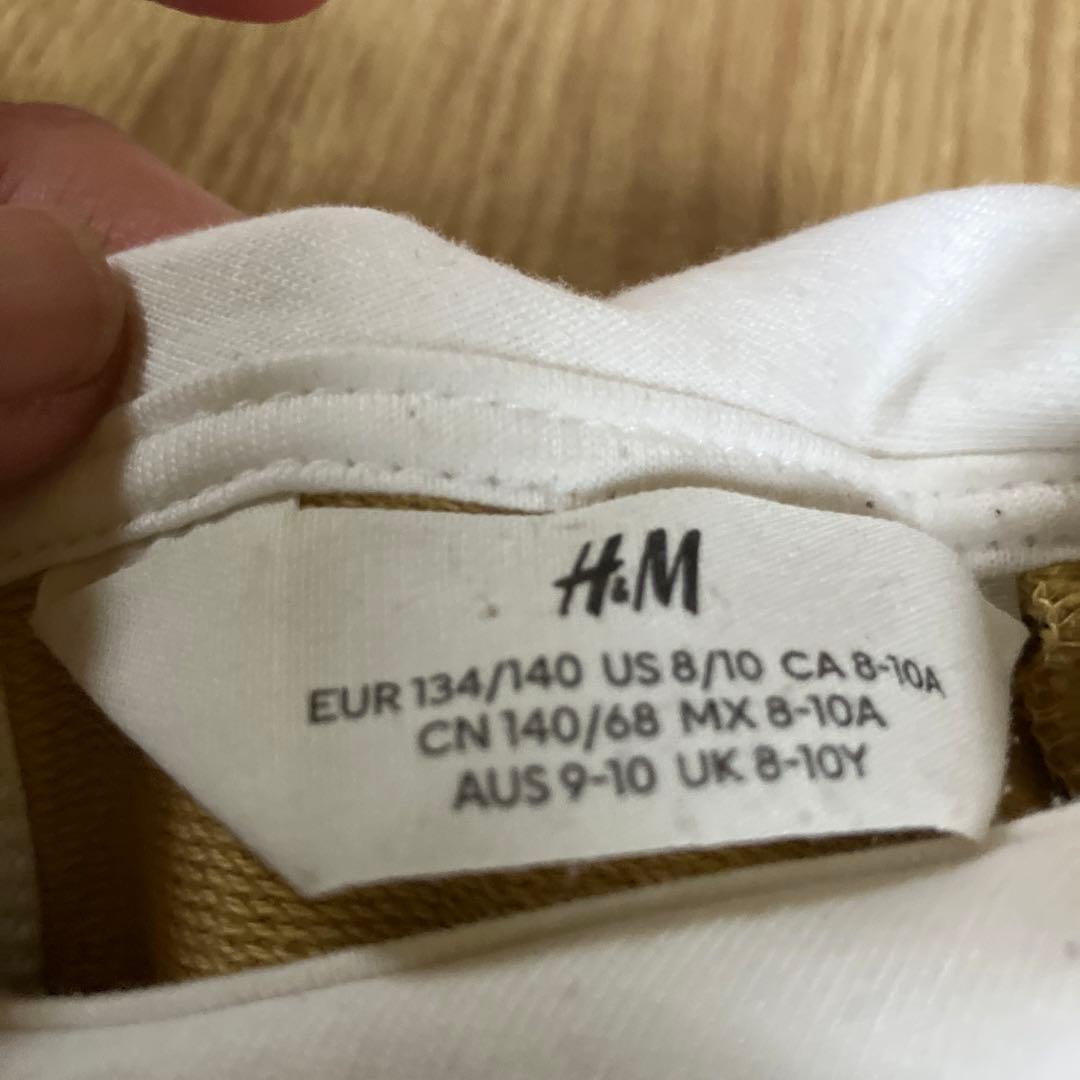 H&M
EUR 134/140 US 8/10 CA 8-10A
CN 140/68 MX 8-10A
AUS 9-10 UK 8-10Y